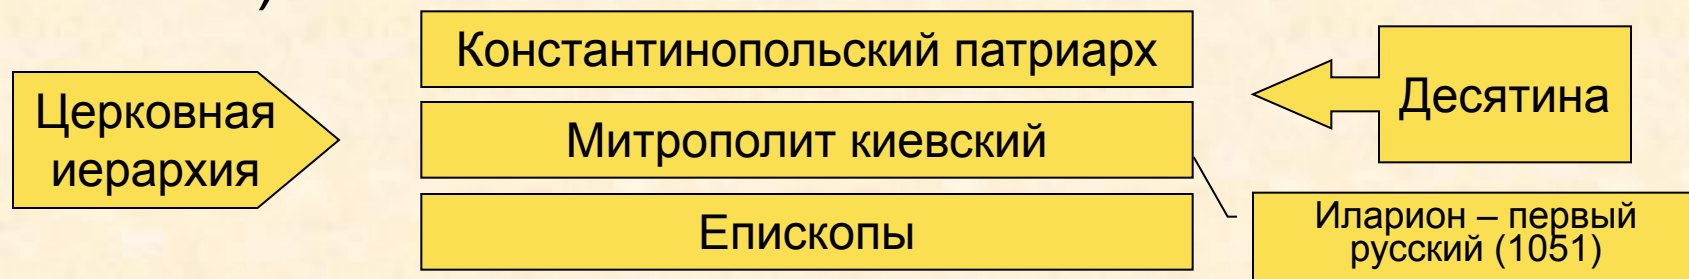 )
Церковная
иерархия
Константинопольский патриарх
Митрополит киевский
Епископы
Десятина
Иларион – первый
русский (1051)